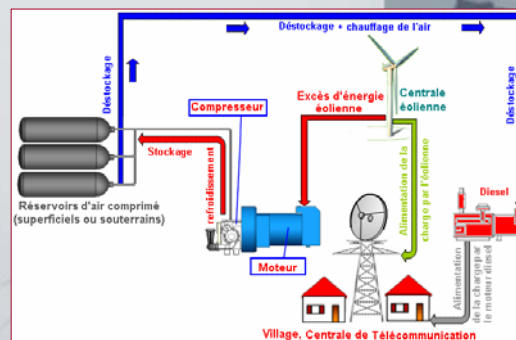 Déstockage + chauffage de l'air
Déstockage
Déstockage
Excès d'énergie
éolienne
Centrale
éolienne
Compresseur
Stockage
refroidissement
Réservoirs d'air comprimé
(superficiels ou souterrains)
Moteur
Alimentation de la
charge par l'éolienne
Diesel
Alimentation
de la charge par
le moteur diesel
Village, Centrale de Télécommunication